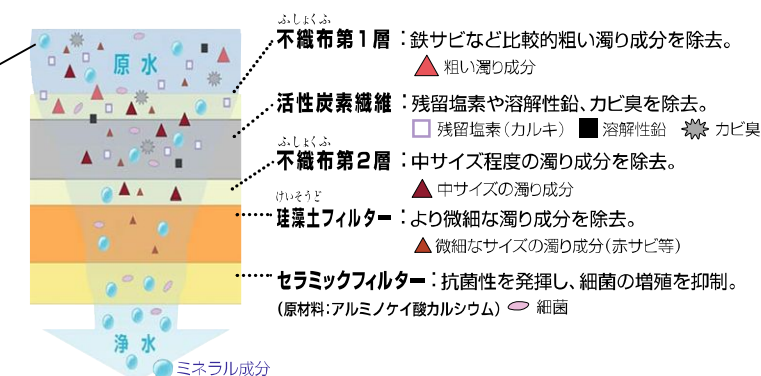 ふしょくふ
不織布第1層：鉄サビなど比較的粗い濁り成分を除去。
粗い濁り成分
原水
活性炭素繊維：残留塩素や溶解性鉛、カビ臭を除去。
残留塩素（カルキ） 溶解性鉛 カビ臭
ふしょくふ
不織布第2層：中サイズ程度の濁り成分を除去。
中サイズの濁り成分
けいそうど
珪藻土フィルター：より微細な濁り成分を除去。
微細なサイズの濁り成分（赤サビ等）
セラミックフィルター：抗菌性を発揮し、細菌の増殖を抑制。
（原材料：アルミノケイ酸カルシウム） 細菌
浄水
ミネラル成分